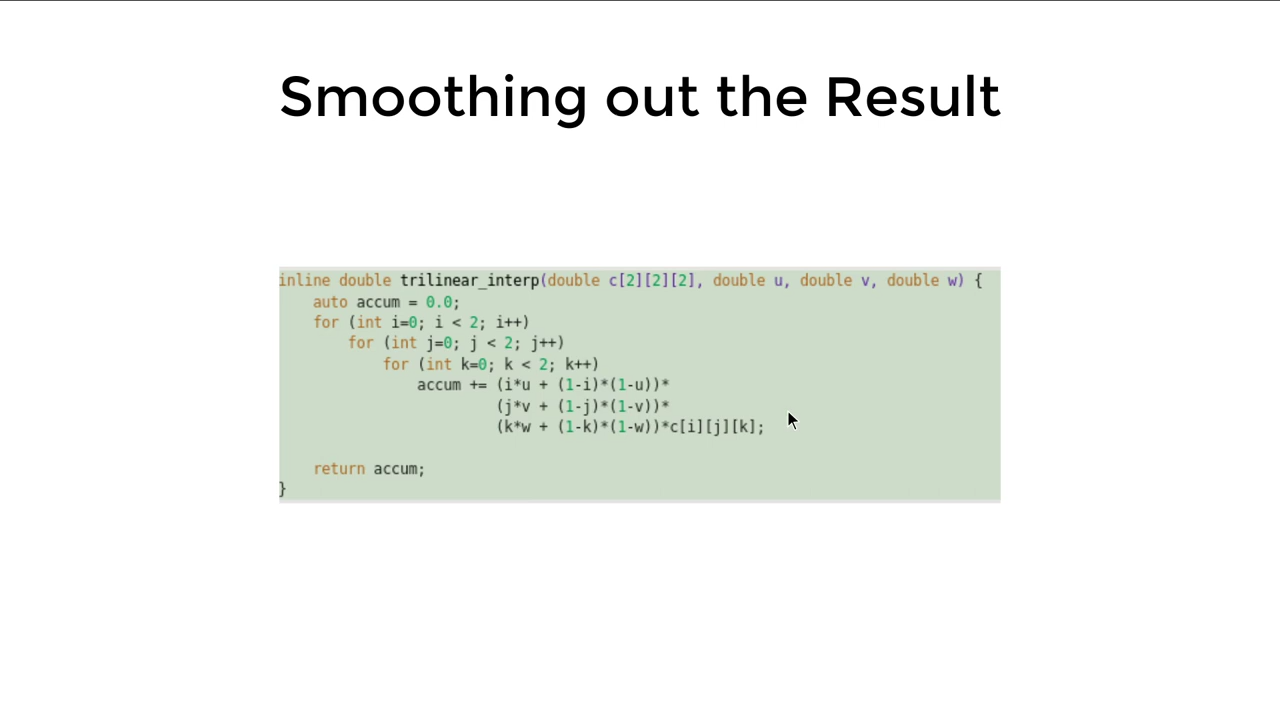 Smoothing out the Result
inline double trilinear_interp(double c[2][2][2], double u, double v, double w) {
    auto accum = 0.0;
    for (int i=0; i < 2; i++)
        for (int j=0; j < 2; j++)
            for (int k=0; k < 2; k++)
                accum += (i*u + (1-i)*(1-u))*
                         (j*v + (1-j)*(1-v))*
                         (k*w + (1-k)*(1-w))*c[i][j][k];
    return accum;
}